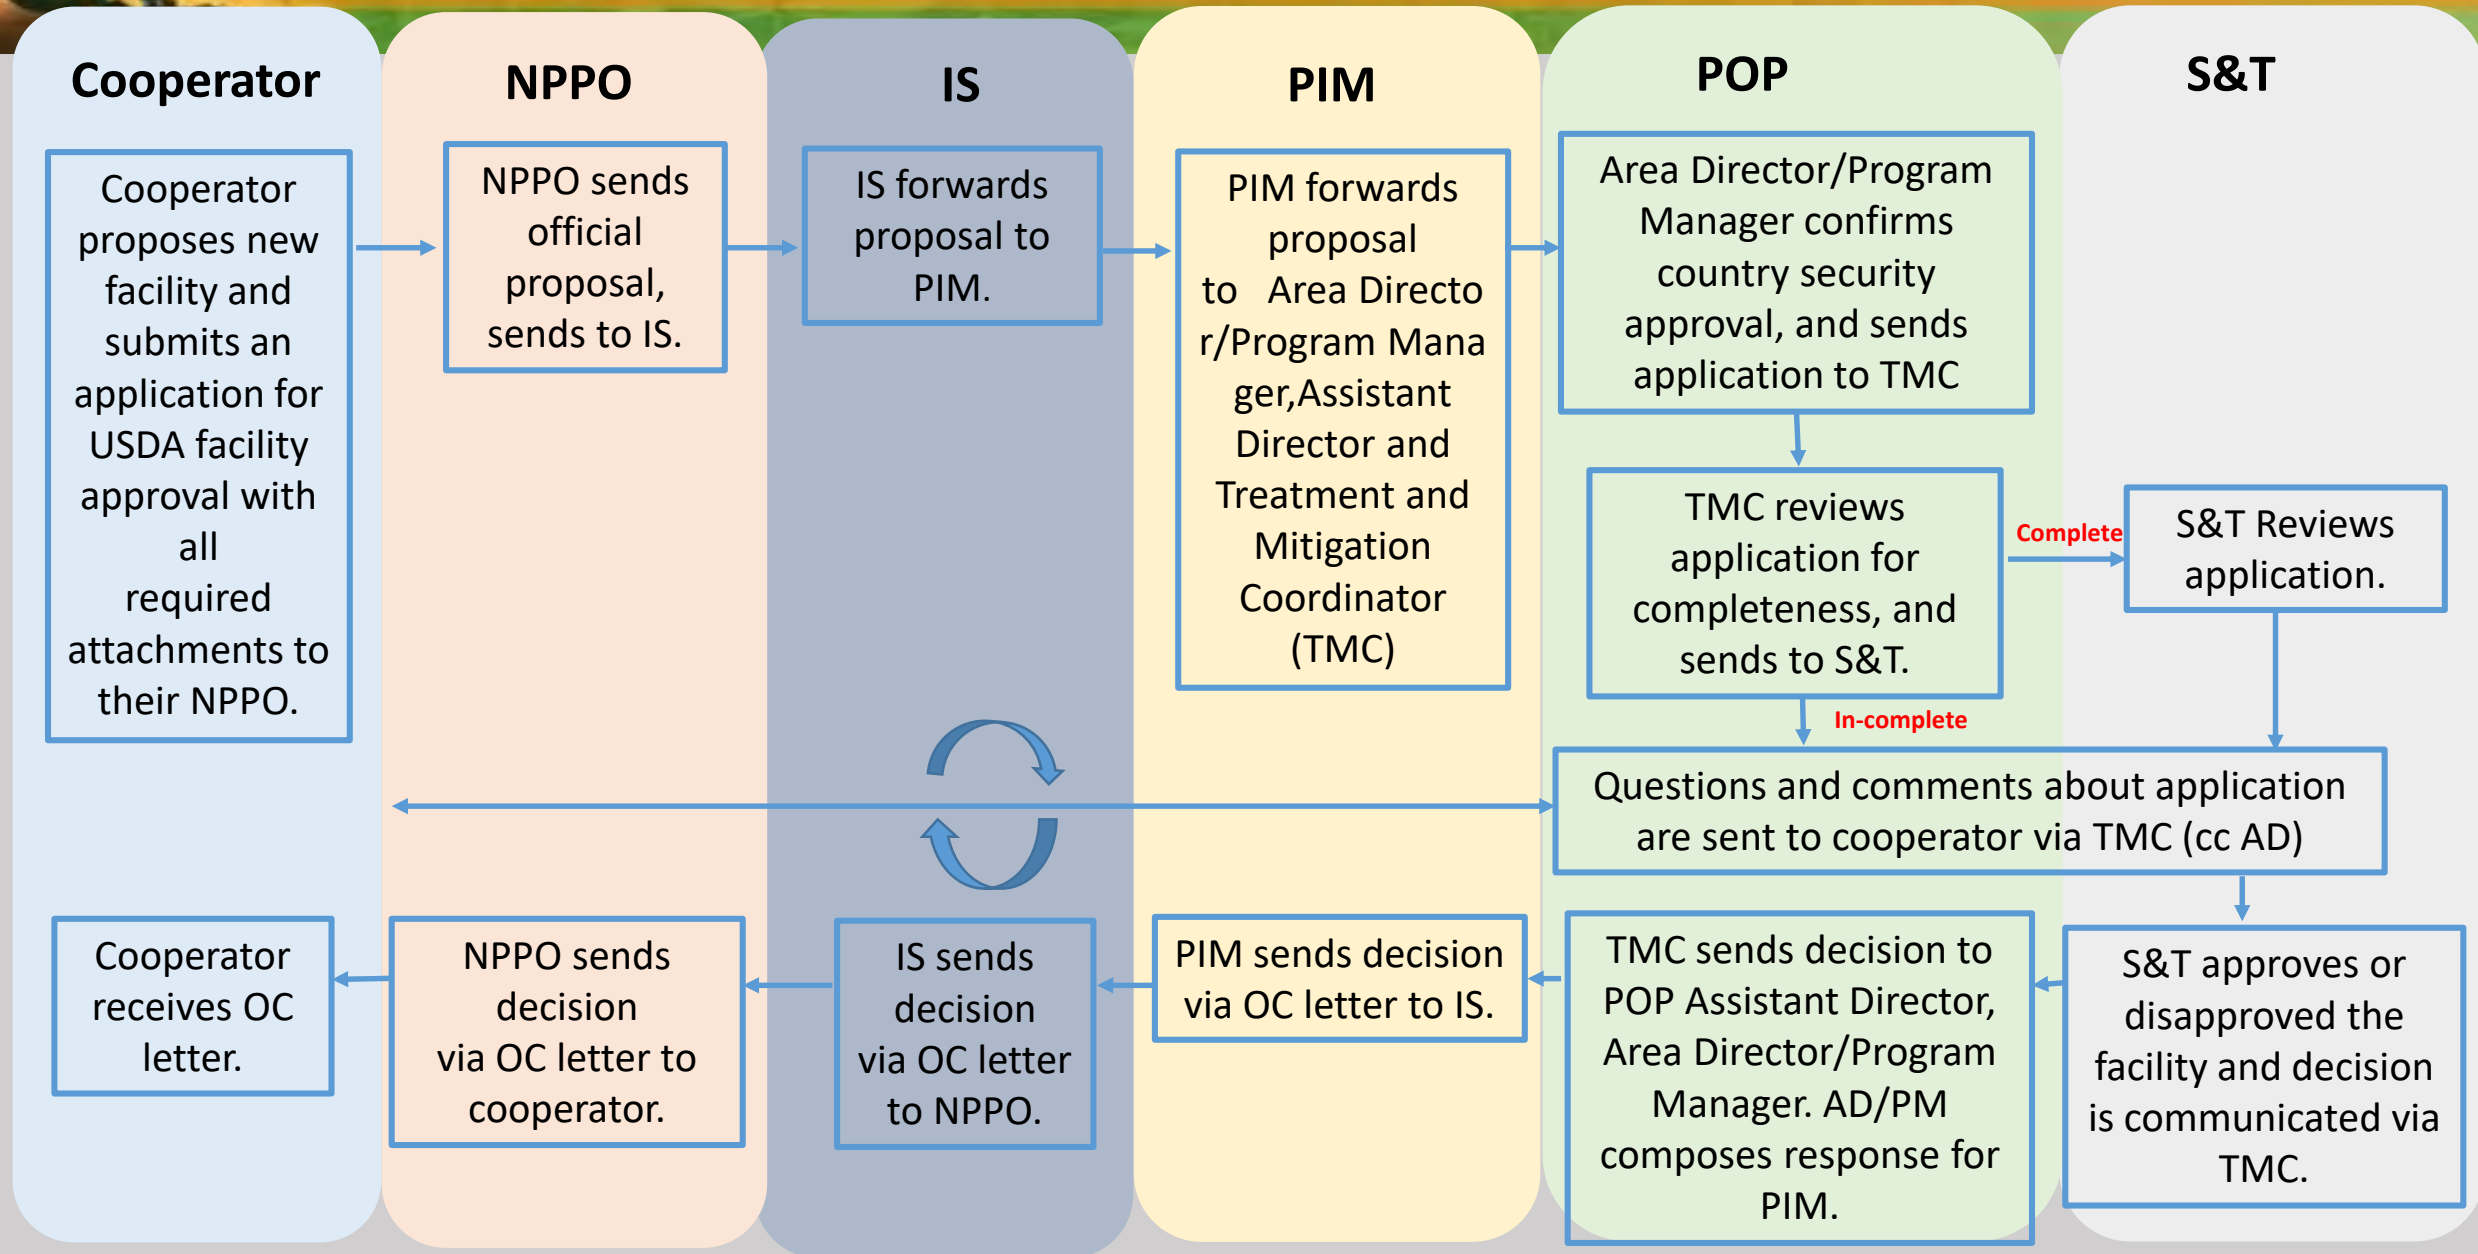 Cooperator
NPPO
IS
PIM
POP
S&T
Cooperator
proposes new
facility and
submits an
application for
USDA facility
approval with
all
required
attachments to
their NPPO.
NPPO sends
official
proposal,
sends to IS.
IS forwards
proposal to
PIM.
PIM forwards
proposal
to Area Directo
r/Program Mana
ger,Assistant
Director and
Treatment and
Mitigation
Coordinator
(TMC)
Area Director/Program
Manager confirms
country security
approval, and sends
application to TMC
TMC reviews
application for
completeness, and
sends to S&T.
Complete
S&T Reviews
application.
In-complete
Questions and comments about application
are sent to cooperator via TMC (cc AD)
S&T approves or
disapproved the
facility and decision
is communicated via
TMC.
TMC sends decision to
POP Assistant Director,
Area Director/Program
Manager. AD/PM
composes response for
PIM.
PIM sends decision
via OC letter to IS.
IS sends
decision
via OC letter
to NPPO.
NPPO sends
decision
via OC letter to
cooperator.
Cooperator
receives OC
letter.